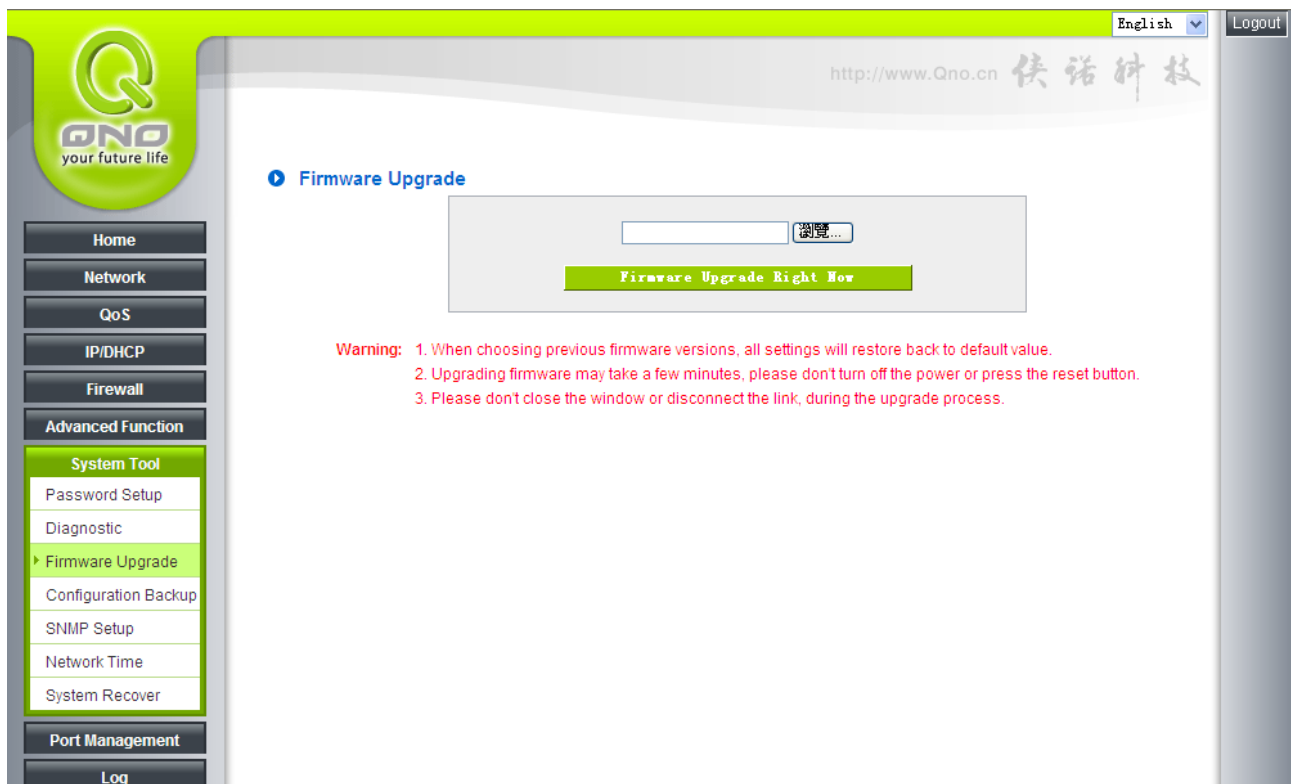 English
Logout
http://www.Qno.cn 侠诺科技
QNO
your future life
Firmware Upgrade
瀏覽...
Firmware Upgrade Right Now
Warning: 1. When choosing previous firmware versions, all settings will restore back to default value.
2. Upgrading firmware may take a few minutes, please don't turn off the power or press the reset button.
3. Please don't close the window or disconnect the link, during the upgrade process.
Home
Network
QoS
IP/DHCP
Firewall
Advanced Function
System Tool
Password Setup
Diagnostic
Firmware Upgrade
Configuration Backup
SNMP Setup
Network Time
System Recover
Port Management
Log